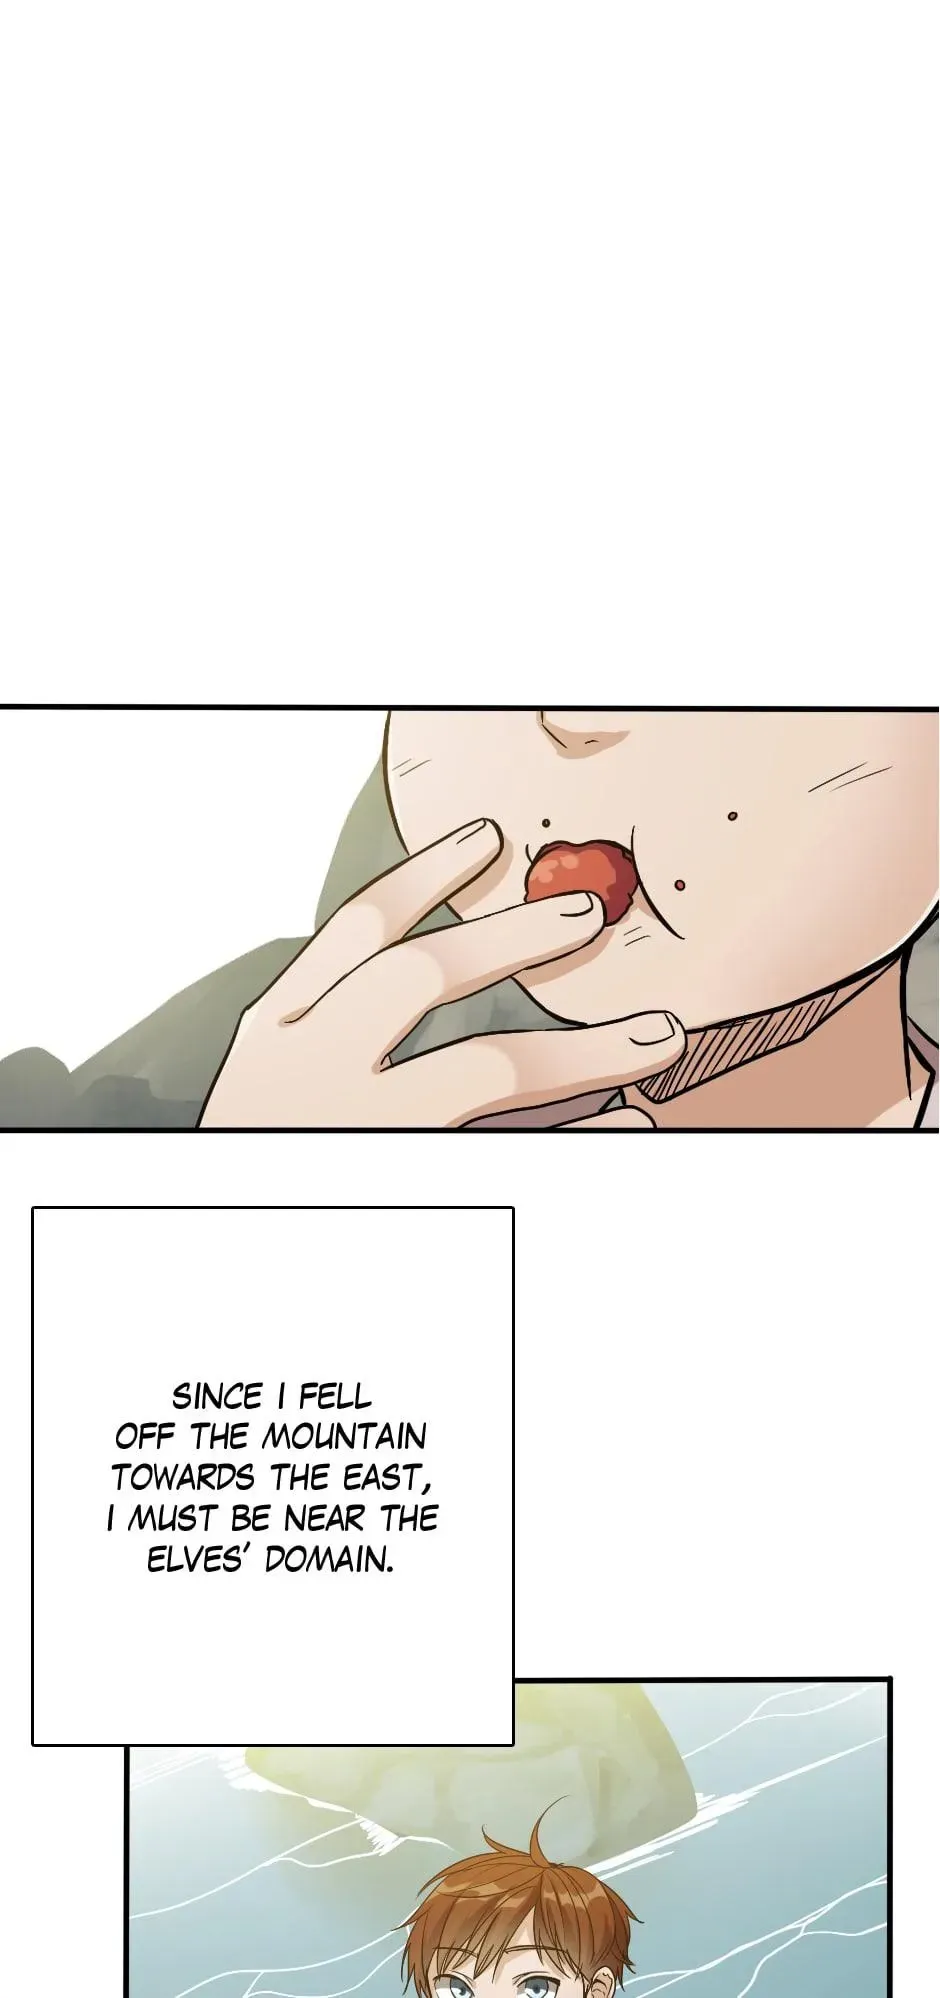 SINCE I FELL
OFF THE MOUNTAIN
TOWARDS THE EAST,
I MUST BE NEAR THE
ELVES' DOMAIN.